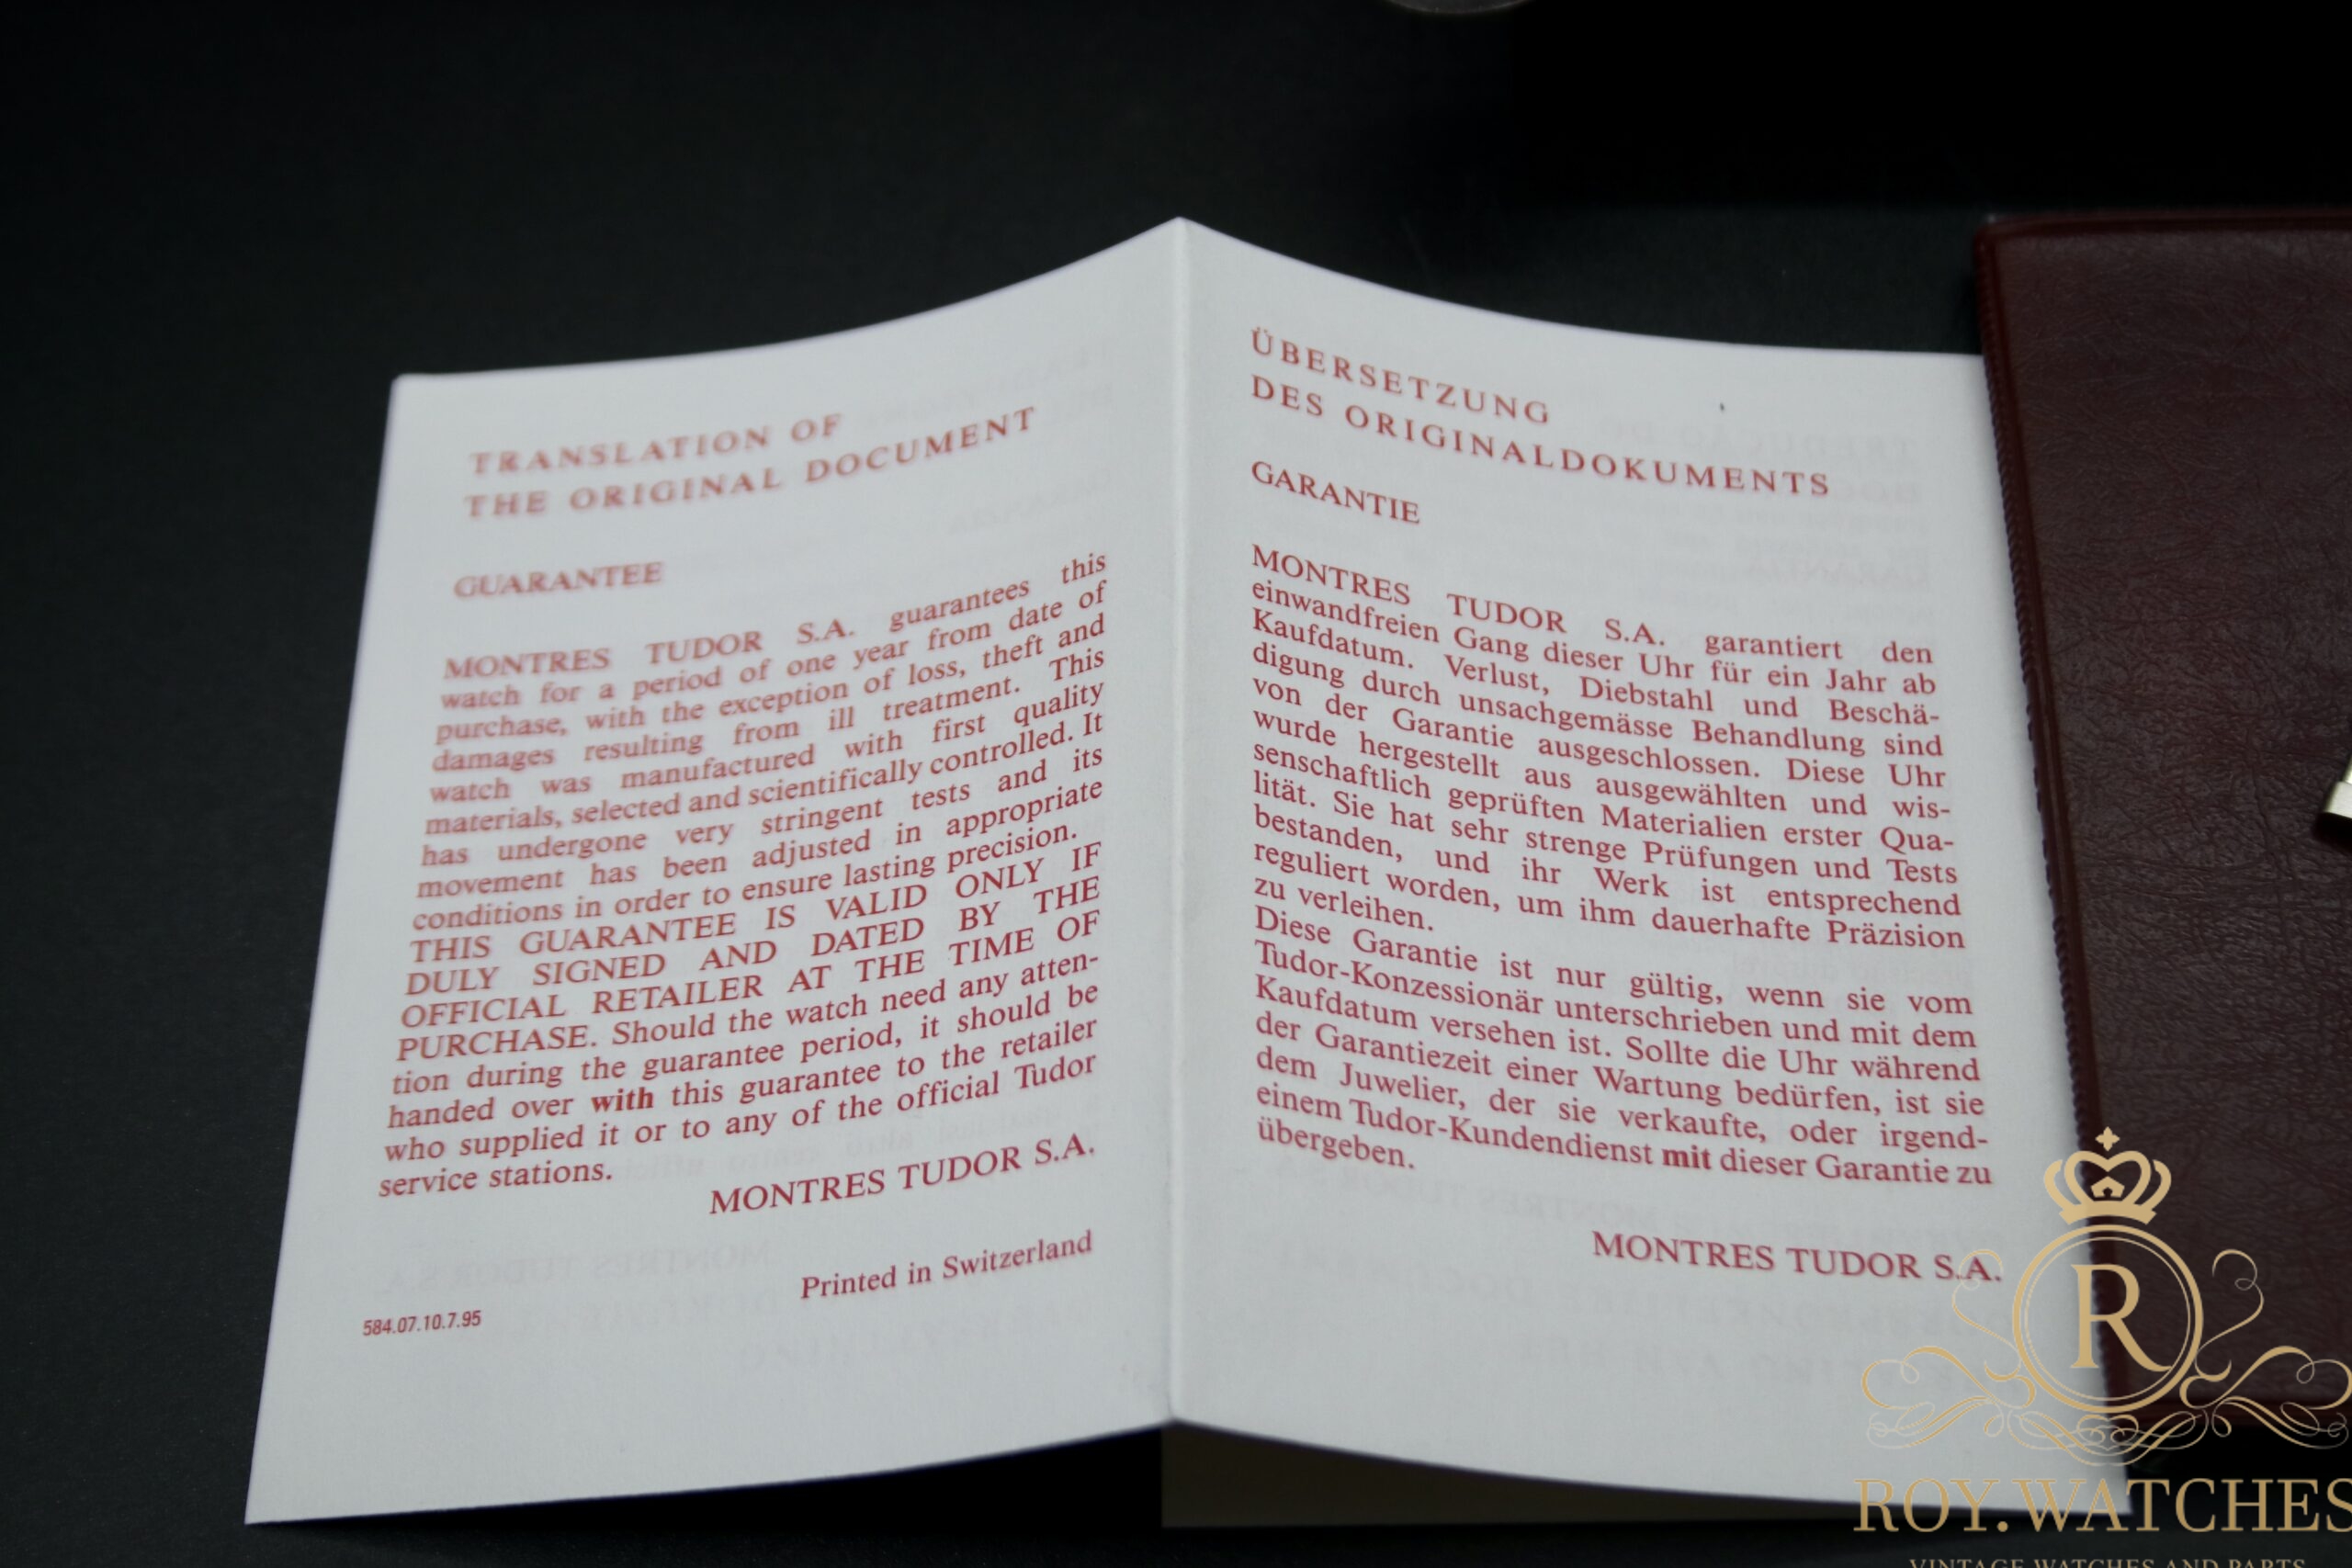 TRANSLATION OF
THE ORIGINAL DOCUMENT
GUARANTEE
MONTRES TUDOR S.A. guarantees this
watch for a period of one year from date of
purchase, with the exception of loss, theft and
damages resulting from ill treatment. This
watch was manufactured with first quality
materials, selected and scientifically controlled. It
has undergone very stringent tests and its
movement has been adjusted in appropriate
conditions in order to ensure lasting precision.
THIS GUARANTEE IS VALID ONLY IF
DULY SIGNED AND DATED BY THE
OFFICIAL RETAILER AT THE TIME OF
PURCHASE. Should the watch need any atten-
tion during the guarantee period, it should be
handed over with this guarantee to the retailer
who supplied it or to any of the official Tudor
service stations.
MONTRES TUDOR S.A.
Printed in Switzerland
584.07.10.7.95
ÜBERSETZUNG
DES ORIGINALDOKUMENTS
GARANTIE
MONTRES TUDOR S.A. garantiert den
einwandfreien Gang dieser Uhr für ein Jahr ab
Kaufdatum. Verlust, Diebstahl und Beschä-
digung durch unsachgemässe Behandlung sind
von der Garantie ausgeschlossen. Diese Uhr
wurde hergestellt aus ausgewählten und wis-
senschaftlich geprüften Materialien erster Qua-
lität. Sie hat sehr strenge Prüfungen und Tests
bestanden, und ihr Werk ist entsprechend
reguliert worden, um ihm dauerhafte Präzision
zu verleihen.
Diese Garantie ist nur gültig, wenn sie vom
Tudor-Konzessionär unterschrieben und mit dem
Kaufdatum versehen ist. Sollte die Uhr während
der Garantiezeit einer Wartung bedürfen, ist sie
dem Juwelier, der sie verkaufte, oder irgend-
einem Tudor-Kundendienst mit dieser Garantie zu
übergeben.
MONTRES TUDOR S.A.
R
ROY.WATCHES
VINTAGE WATCHES AND PARTS